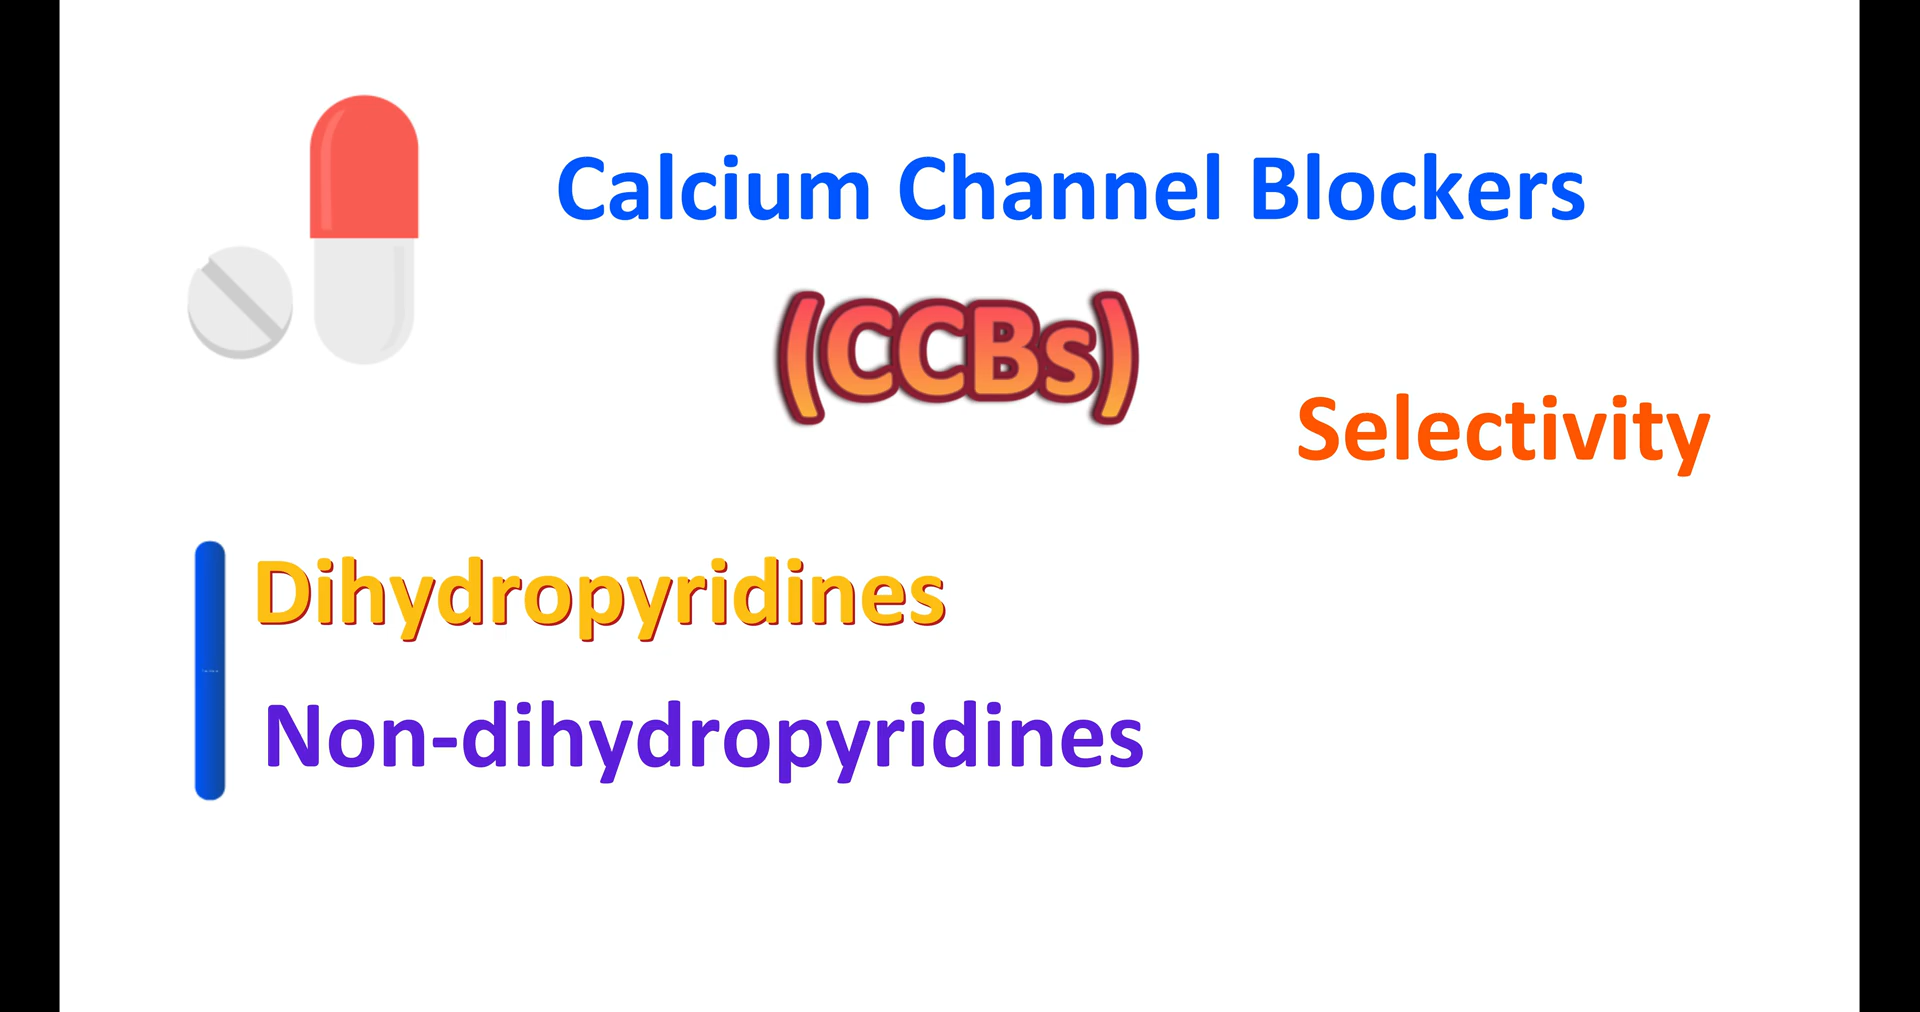 Calcium Channel Blockers
(CCBs)
Selectivity
Dihydropyridines
Non-dihydropyridines